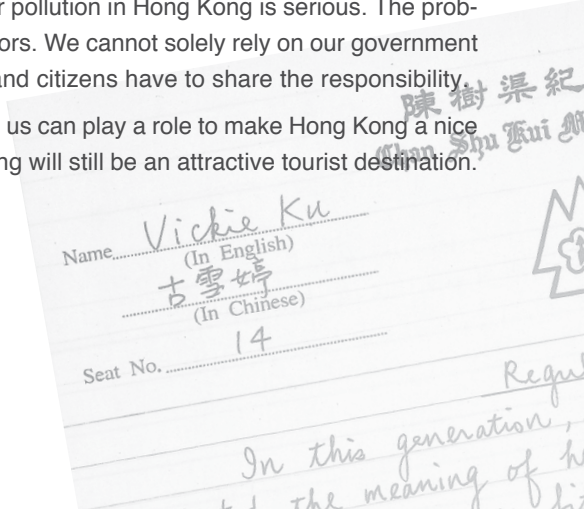 r pollution in Hong Kong is serious. The prob-
ors. We cannot solely rely on our government
and citizens have to share the responsibility.
us can play a role to make Hong Kong a nice
ng will still be an attractive tourist destination.
陳樹渠紀
Chan Shu Kui M
Name Vickie Ku
(In English)
古雪婷
(In Chinese)
Seat No. 14
Regul
In this generation,
the meaning of h